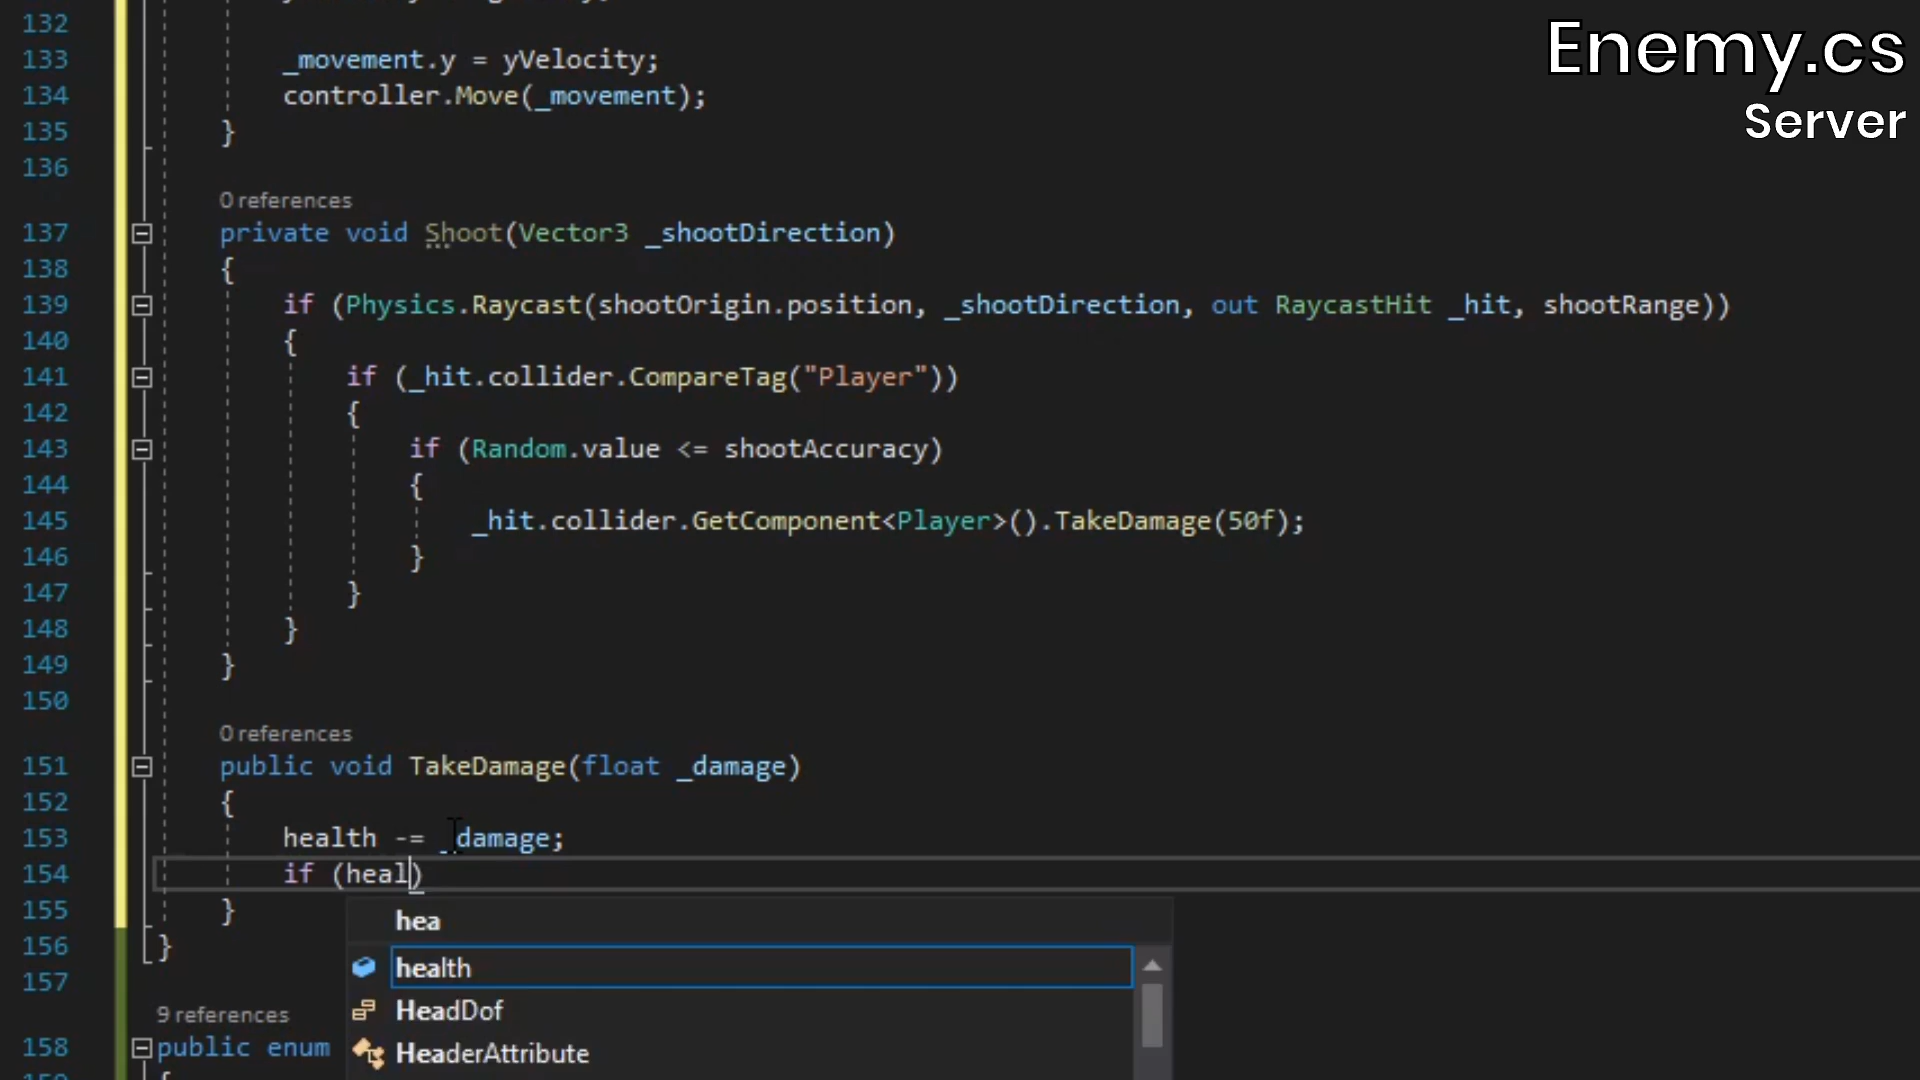 Enemy.cs
Server
132
133 _movement.y = yVelocity;
134 controller.Move(_movement);
135 }
136
0 references
137 private void Shoot(Vector3 _shootDirection)
138 {
139 if (Physics.Raycast(shootOrigin.position, _shootDirection, out RaycastHit _hit, shootRange))
140 {
141 if (_hit.collider.CompareTag("Player"))
142 {
143 if (Random.value <= shootAccuracy)
144 {
145 _hit.collider.GetComponent<Player>().TakeDamage(50f);
146 }
147 }
148 }
149 }
150
0 references
151 public void TakeDamage(float _damage)
152 {
153 health -= _damage;
154 if (heal)
155 }
156 }
157
hea
health
HeadDof
HeaderAttribute
9 references
158 public enum